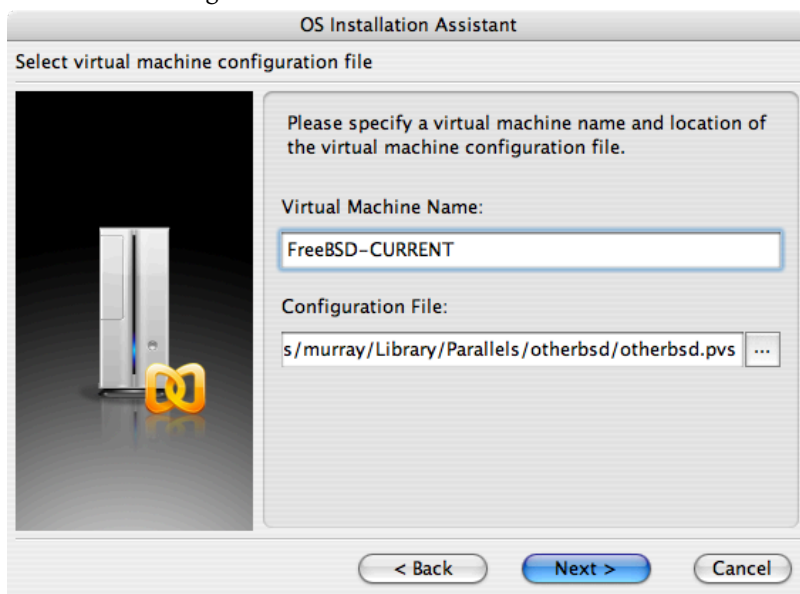 OS Installation Assistant
Select virtual machine configuration file
Please specify a virtual machine name and location of
the virtual machine configuration file.
Virtual Machine Name:
FreeBSD-CURRENT
Configuration File:
s/murray/Library/Parallels/otherbsd/otherbsd.pvs ...
< Back Next > Cancel